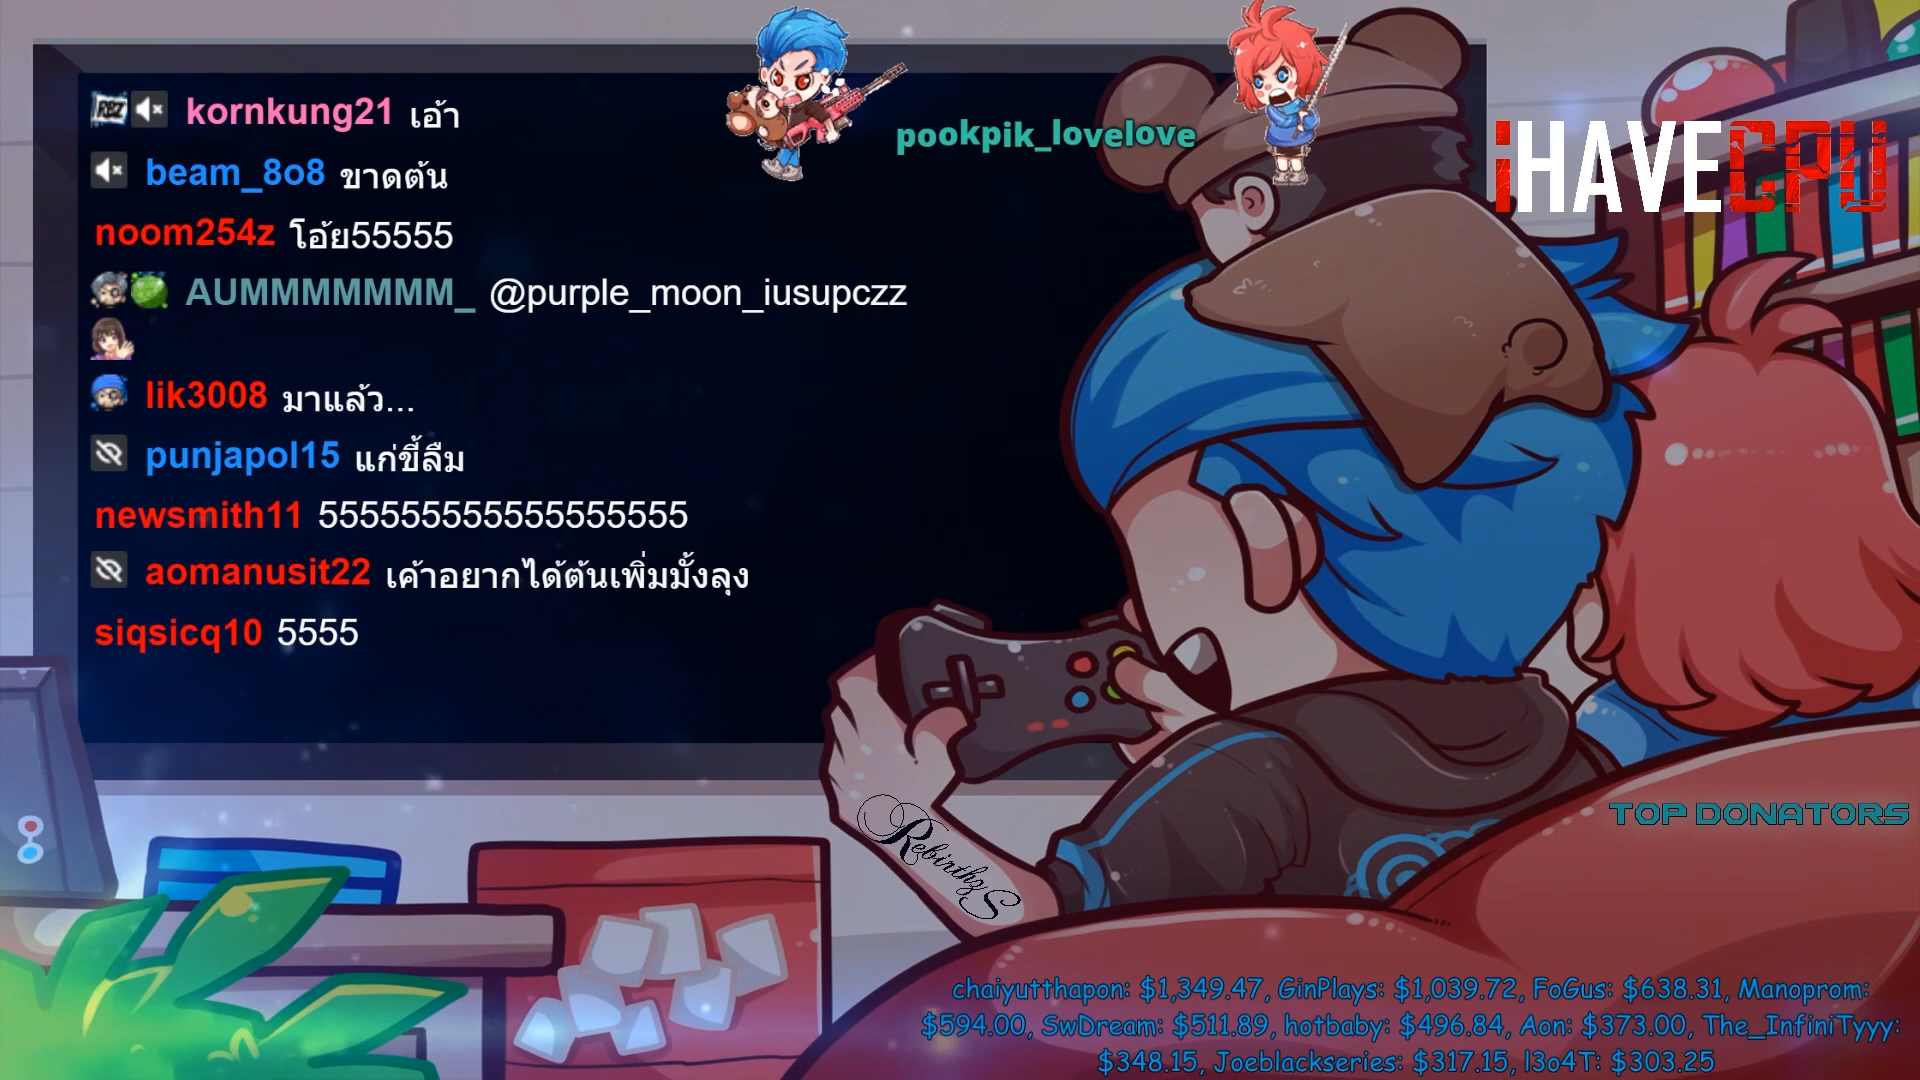 kornkung21 เอ้า
pookpik_lovelove
iHAVECPU
beam_8o8 ขาดต้น
noom254z โอ้ย55555
AUMMMMMMM_ @purple_moon_iusupczz
lik3008 มาแล้ว...
punjapol15 แก่ขี้ลืม
newsmith11 555555555555555555
aomanusit22 เค้าอยากได้ต้นเพิ่มมั้งลุง
siqsicq10 5555
TOP DONATORS
RebirthzS
chaiyutthapon: $1,349.47, GinPlays: $1,039.72, FoGus: $638.31, Manoprom:
$594.00, SwDream: $511.89, hotbaby: $496.84, Aon: $373.00, The_InfiniTyyy:
$348.15, Joeblackseries: $317.15, l3o4T: $303.25